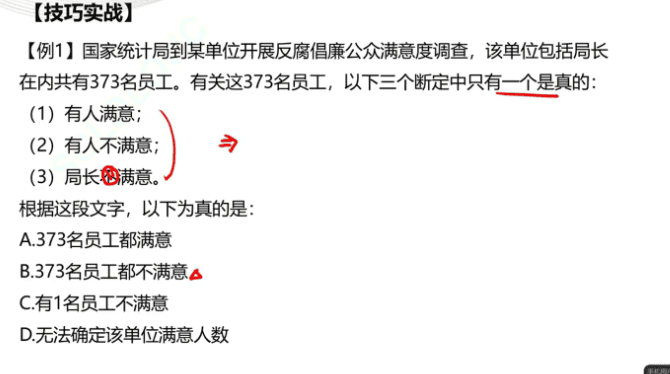 【技巧实战】
【例1】国家统计局到某单位开展反腐倡廉公众满意度调查，该单位包括局长
在内共有373名员工。有关这373名员工，以下三个断定中只有一个是真的：
（1）有人满意；
（2）有人不满意；
（3）局长不满意。
根据这段文字，以下为真的是：
A.373名员工都满意
B.373名员工都不满意
C.有1名员工不满意
D.无法确定该单位满意人数